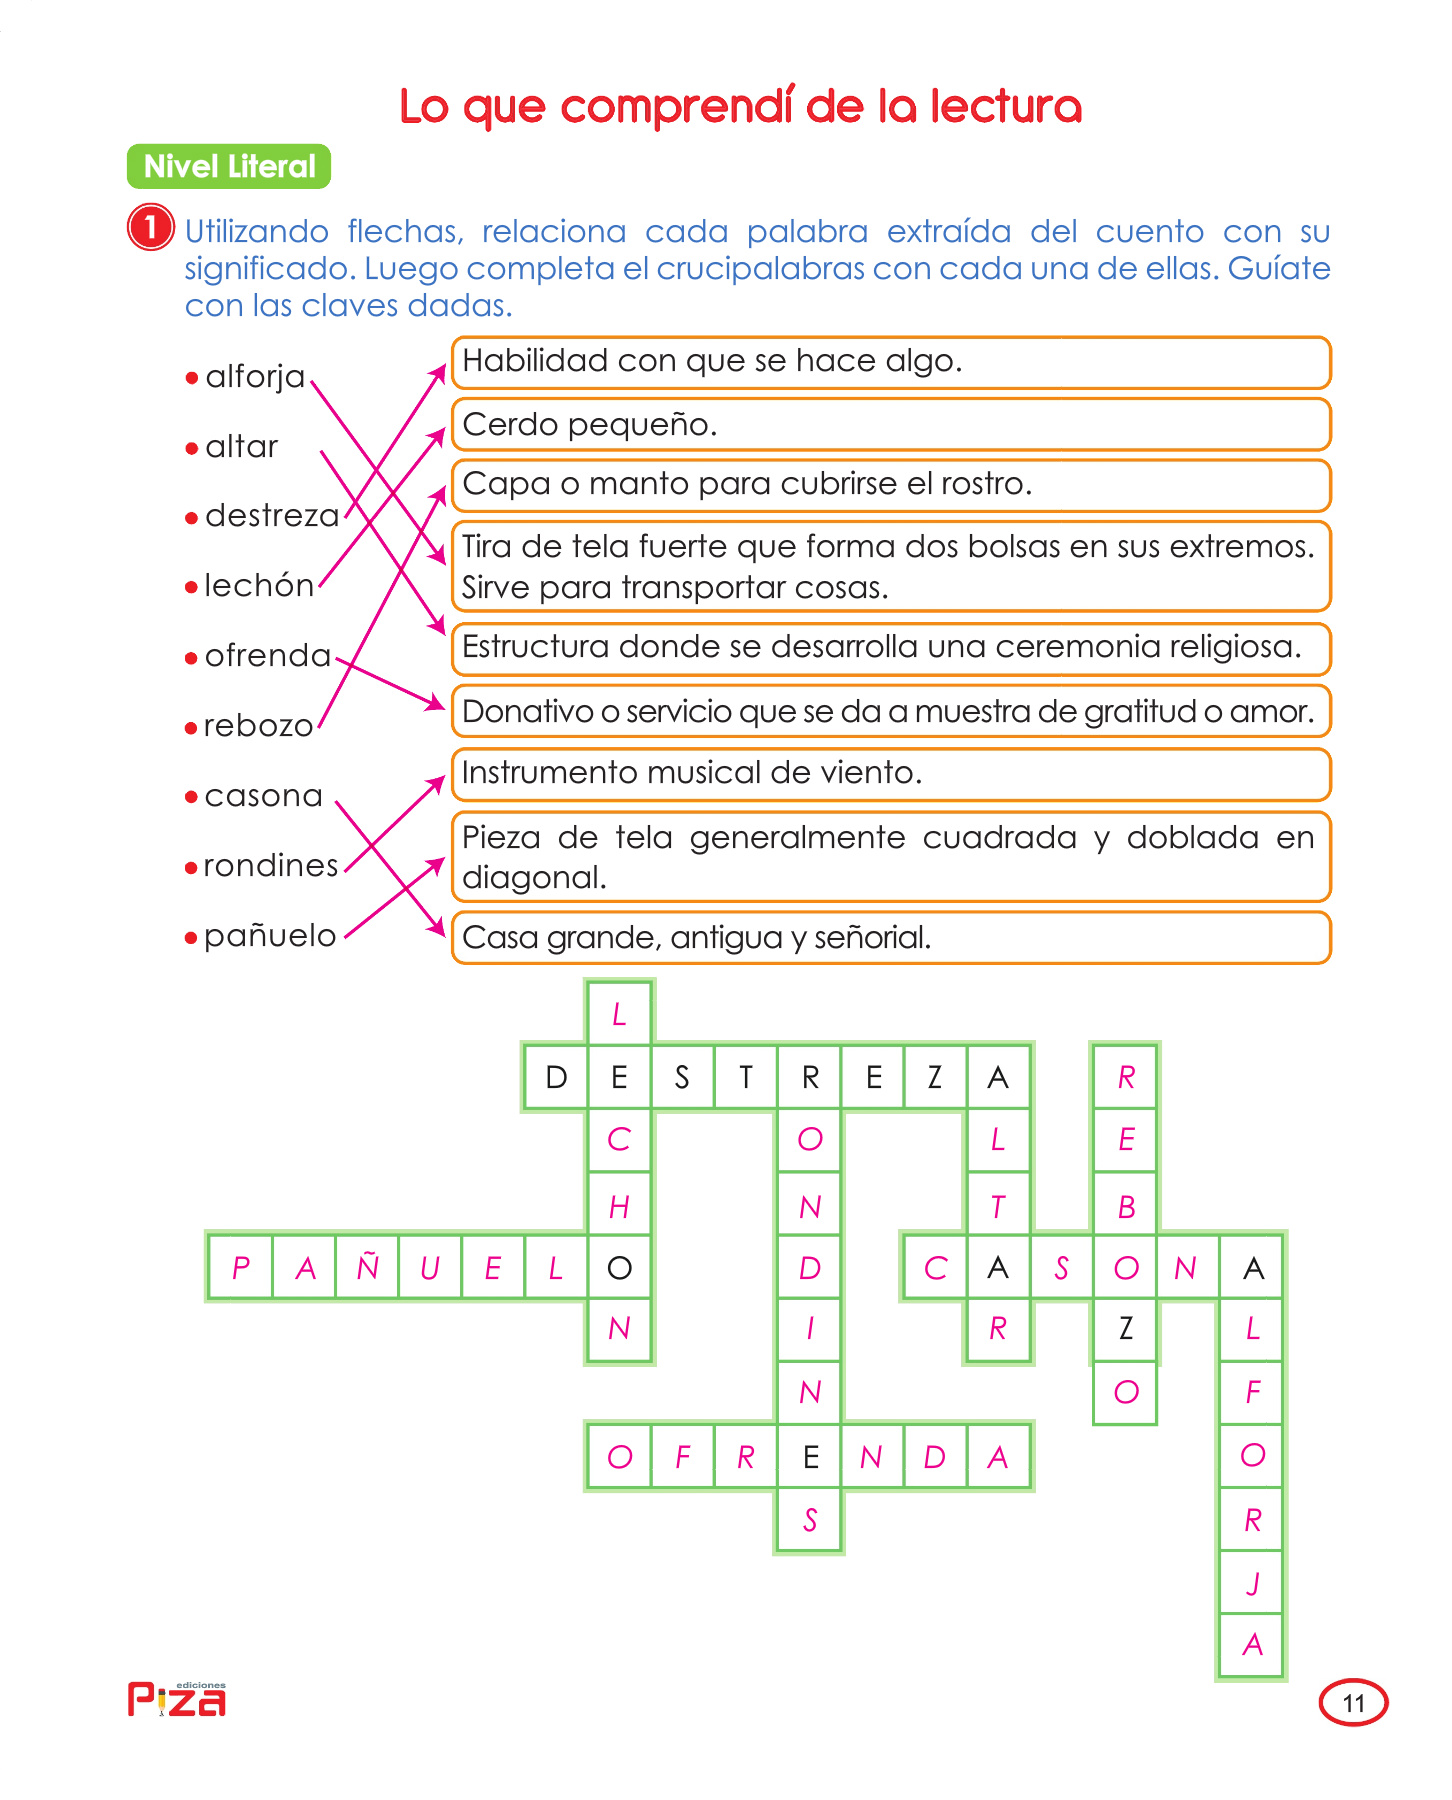 Lo que comprendí de la lectura
Nivel Literal
1 Utilizando flechas, relaciona cada palabra extraída del cuento con su
significado. Luego completa el crucipalabras con cada una de ellas. Guíate
con las claves dadas.
• alforja
• altar
• destreza
• lechón
• ofrenda
• rebozo
• casona
• rondines
• pañuelo
Habilidad con que se hace algo.
Cerdo pequeño.
Capa o manto para cubrirse el rostro.
Tira de tela fuerte que forma dos bolsas en sus extremos.
Sirve para transportar cosas.
Estructura donde se desarrolla una ceremonia religiosa.
Donativo o servicio que se da a muestra de gratitud o amor.
Instrumento musical de viento.
Pieza de tela generalmente cuadrada y doblada en
diagonal.
Casa grande, antigua y señorial.
L
D E S T R E Z A R
C O L E
H N T B
P A Ñ U E L O D C A S O N A
N I R Z L
N O F
O F R E N D A O
S R
J
A
ediciones
Piza
11